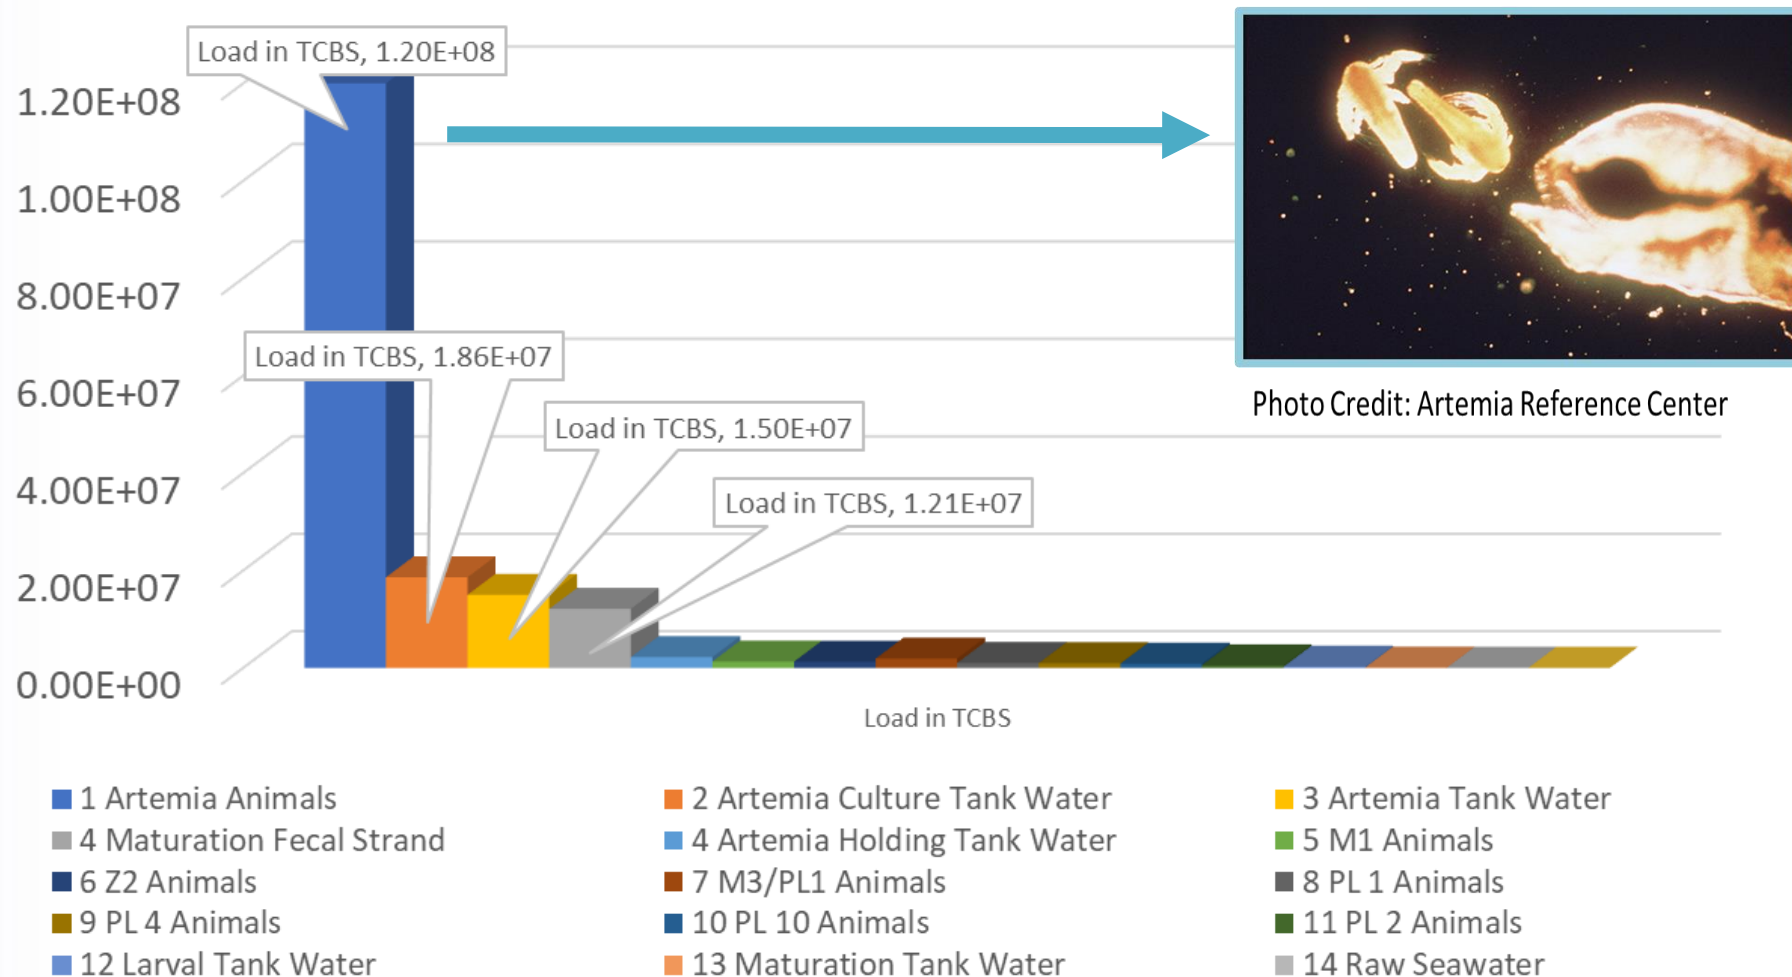 Load in TCBS, 1.20E+08
1.20E+08
1.00E+08
8.00E+07
Load in TCBS, 1.86E+07
6.00E+07
Photo Credit: Artemia Reference Center
Load in TCBS, 1.50E+07
4.00E+07
Load in TCBS, 1.21E+07
2.00E+07
0.00E+00
Load in TCBS
1 Artemia Animals
2 Artemia Culture Tank Water
3 Artemia Tank Water
4 Maturation Fecal Strand
4 Artemia Holding Tank Water
5 M1 Animals
6 Z2 Animals
7 M3/PL1 Animals
8 PL 1 Animals
9 PL 4 Animals
10 PL 10 Animals
11 PL 2 Animals
12 Larval Tank Water
13 Maturation Tank Water
14 Raw Seawater